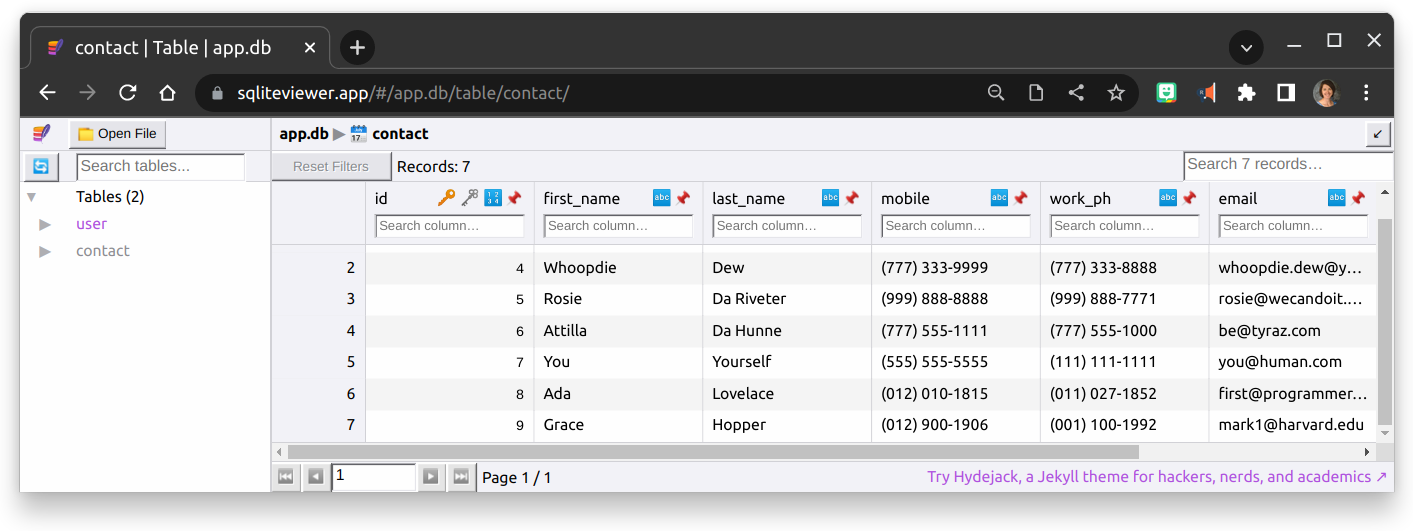 contact | Table | app.db
sqliteviewer.app/#/app.db/table/contact/
Open File
app.db ▶ contact
Search tables...
Reset Filters Records: 7 Search 7 records...
Tables (2)
user
contact
id first_name last_name mobile work_ph email
Search column... Search column... Search column... Search column... Search column... Search column...
2 4 Whoopdie Dew (777) 333-9999 (777) 333-8888 whoopdie.dew@y...
3 5 Rosie Da Riveter (999) 888-8888 (999) 888-7771 rosie@wecandoit....
4 6 Attilla Da Hunne (777) 555-1111 (777) 555-1000 be@tyraz.com
5 7 You Yourself (555) 555-5555 (111) 111-1111 you@human.com
6 8 Ada Lovelace (012) 010-1815 (011) 027-1852 first@programmer...
7 9 Grace Hopper (012) 900-1906 (001) 100-1992 mark1@harvard.edu
1 Page 1 / 1 Try Hydejack, a Jekyll theme for hackers, nerds, and academics ↗